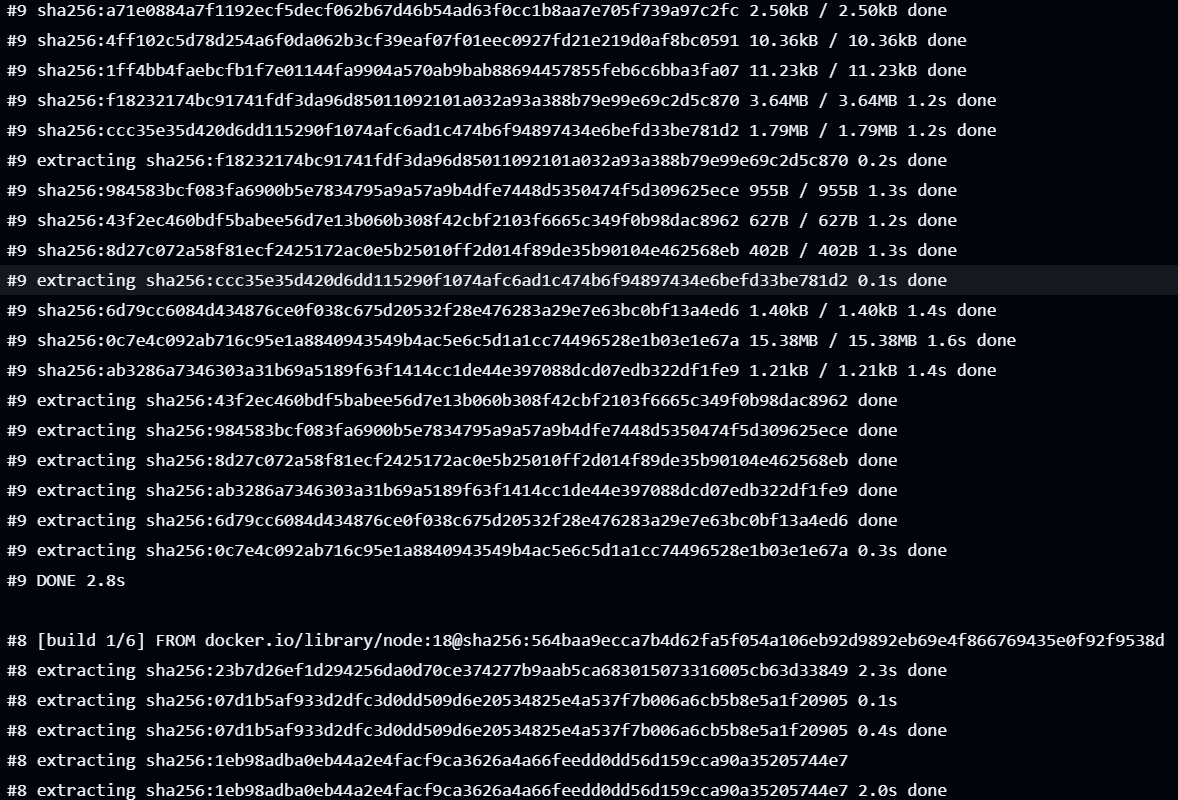 #9 sha256:a71e0884a7f1192ecf5decf062b67d46b54ad63f0cc1b8aa7e705f739a97c2fc 2.50kB / 2.50kB done
#9 sha256:4ff102c5d78d254a6f0da062b3cf39eaf07f01eec0927fd21e219d0af8bc0591 10.36kB / 10.36kB done
#9 sha256:1ff4bb4faebcfb1f7e01144fa9904a570ab9bab88694457855feb6c6bba3fa07 11.23kB / 11.23kB done
#9 sha256:f18232174bc91741fdf3da96d85011092101a032a93a388b79e99e69c2d5c870 3.64MB / 3.64MB 1.2s done
#9 sha256:ccc35e35d420d6dd115290f1074afc6ad1c474b6f94897434e6befd33be781d2 1.79MB / 1.79MB 1.2s done
#9 extracting sha256:f18232174bc91741fdf3da96d85011092101a032a93a388b79e99e69c2d5c870 0.2s done
#9 sha256:984583bcf083fa6900b5e7834795a9a57a9b4dfe7448d5350474f5d309625ece 955B / 955B 1.3s done
#9 sha256:43f2ec460bdf5babee56d7e13b060b308f42cbf2103f6665c349f0b98dac8962 627B / 627B 1.2s done
#9 sha256:8d27c072a58f81ecf2425172ac0e5b25010ff2d014f89de35b90104e462568eb 402B / 402B 1.3s done
#9 extracting sha256:ccc35e35d420d6dd115290f1074afc6ad1c474b6f94897434e6befd33be781d2 0.1s done
#9 sha256:6d79cc6084d434876ce0f038c675d20532f28e476283a29e7e63bc0bf13a4ed6 1.40kB / 1.40kB 1.4s done
#9 sha256:0c7e4c092ab716c95e1a8840943549b4ac5e6c5d1a1cc74496528e1b03e1e67a 15.38MB / 15.38MB 1.6s done
#9 sha256:ab3286a7346303a31b69a5189f63f1414cc1de44e397088dcd07edb322df1fe9 1.21kB / 1.21kB 1.4s done
#9 extracting sha256:43f2ec460bdf5babee56d7e13b060b308f42cbf2103f6665c349f0b98dac8962 done
#9 extracting sha256:984583bcf083fa6900b5e7834795a9a57a9b4dfe7448d5350474f5d309625ece done
#9 extracting sha256:8d27c072a58f81ecf2425172ac0e5b25010ff2d014f89de35b90104e462568eb done
#9 extracting sha256:ab3286a7346303a31b69a5189f63f1414cc1de44e397088dcd07edb322df1fe9 done
#9 extracting sha256:6d79cc6084d434876ce0f038c675d20532f28e476283a29e7e63bc0bf13a4ed6 done
#9 extracting sha256:0c7e4c092ab716c95e1a8840943549b4ac5e6c5d1a1cc74496528e1b03e1e67a 0.3s done
#9 DONE 2.8s
#8 [build 1/6] FROM docker.io/library/node:18@sha256:564baa9ecca7b4d62fa5f054a106eb92d9892eb69e4f866769435e0f92f9538d
#8 extracting sha256:23b7d26ef1d294256da0d70ce374277b9aab5ca683015073316005cb63d33849 2.3s done
#8 extracting sha256:07d1b5af933d2dfc3d0dd509d6e20534825e4a537f7b006a6cb5b8e5a1f20905 0.1s
#8 extracting sha256:07d1b5af933d2dfc3d0dd509d6e20534825e4a537f7b006a6cb5b8e5a1f20905 0.4s done
#8 extracting sha256:1eb98adba0eb44a2e4facf9ca3626a4a66feedd0dd56d159cca90a35205744e7
#8 extracting sha256:1eb98adba0eb44a2e4facf9ca3626a4a66feedd0dd56d159cca90a35205744e7 2.0s done